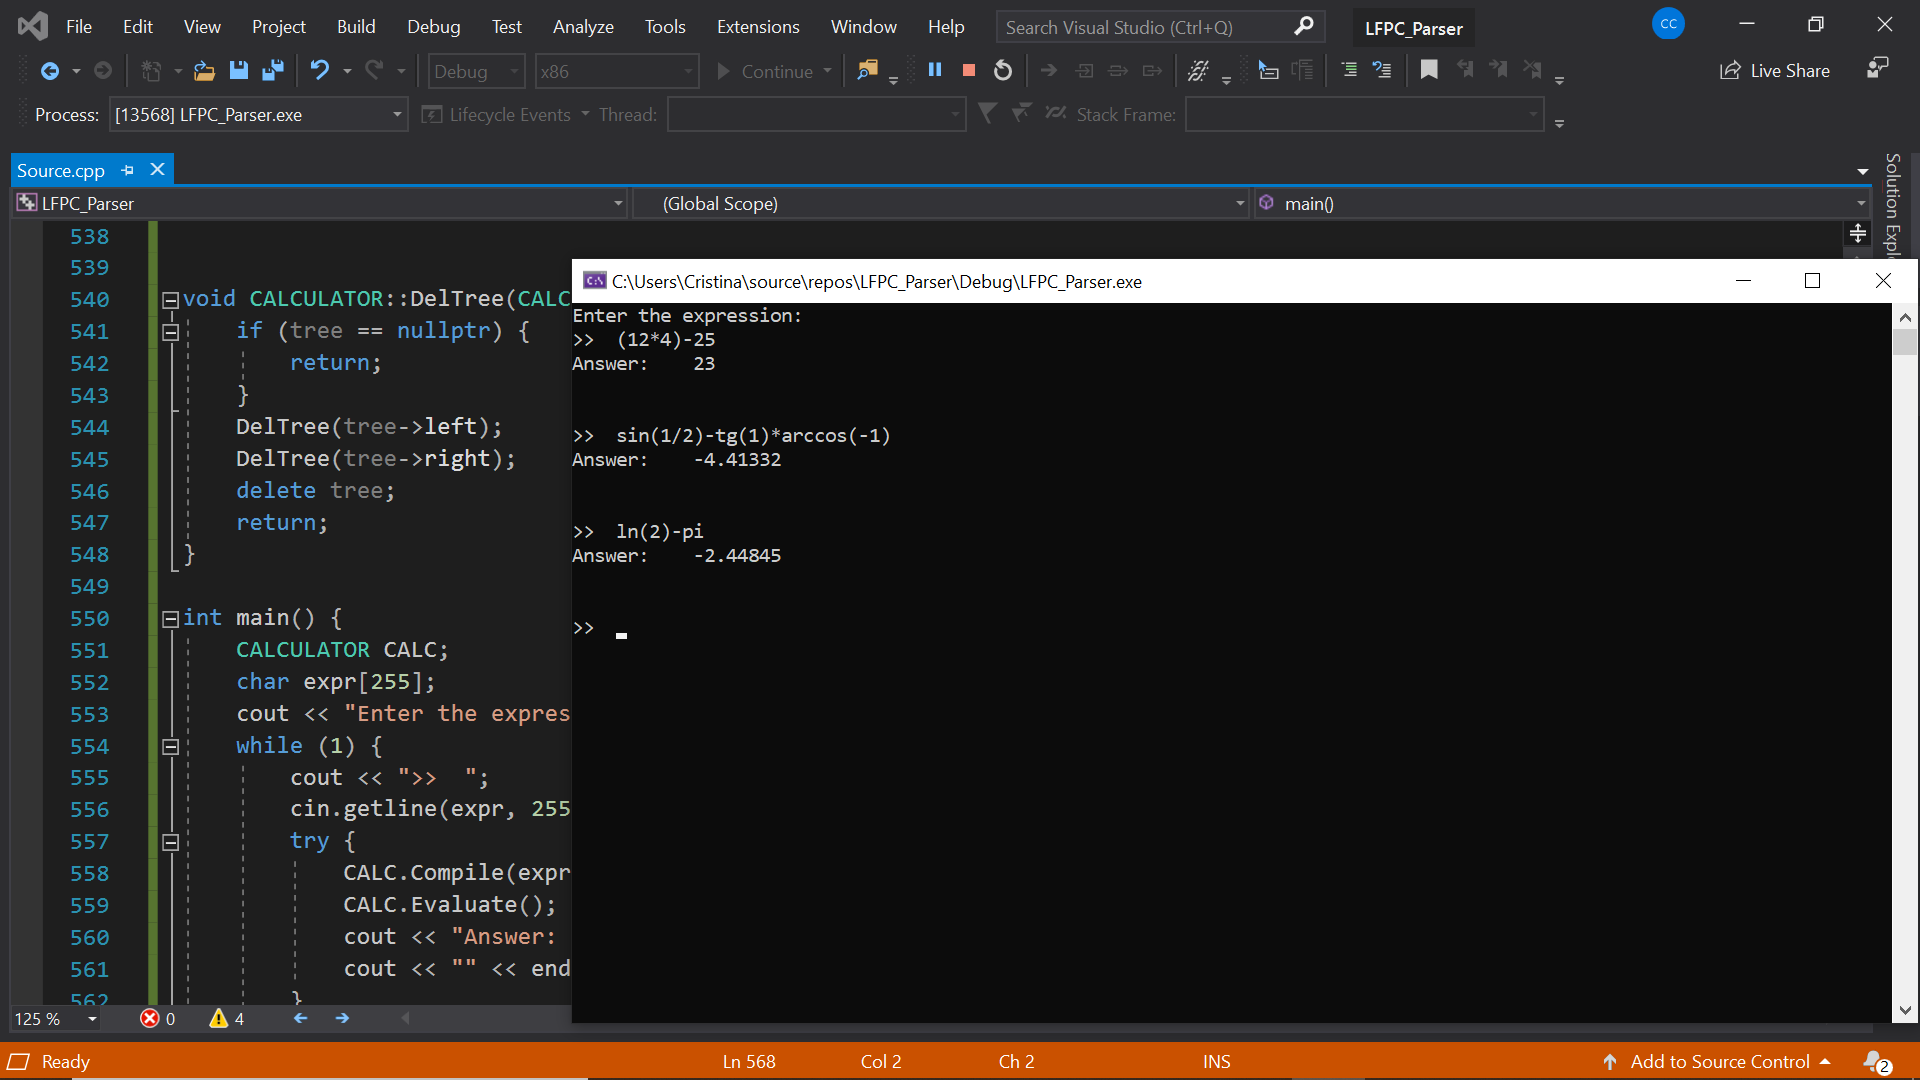 File Edit View Project Build Debug Test Analyze Tools Extensions Window Help Search Visual Studio (Ctrl+Q) LFPC_Parser CC
Debug x86 Continue Live Share
Process: [13568] LFPC_Parser.exe Lifecycle Events Thread: Stack Frame:
Source.cpp
LFPC_Parser (Global Scope) main()
Solution Explo
538
539
540 void CALCULATOR::DelTree(CALC
541 if (tree == nullptr) {
542 return;
543 }
544 DelTree(tree->left);
545 DelTree(tree->right);
546 delete tree;
547 return;
548 }
549
550 int main() {
551 CALCULATOR CALC;
552 char expr[255];
553 cout << "Enter the expres
554 while (1) {
555 cout << ">>  ";
556 cin.getline(expr, 255
557 try {
558 CALC.Compile(expr
559 CALC.Evaluate();
560 cout << "Answer:
561 cout << "" << end
562 }
C:\Users\Cristina\source\repos\LFPC_Parser\Debug\LFPC_Parser.exe
Enter the expression:
>>  (12*4)-25
Answer:    23
>>  sin(1/2)-tg(1)*arccos(-1)
Answer:    -4.41332
>>  ln(2)-pi
Answer:    -2.44845
>>
125 % 0 4
Ready Ln 568 Col 2 Ch 2 INS Add to Source Control 2